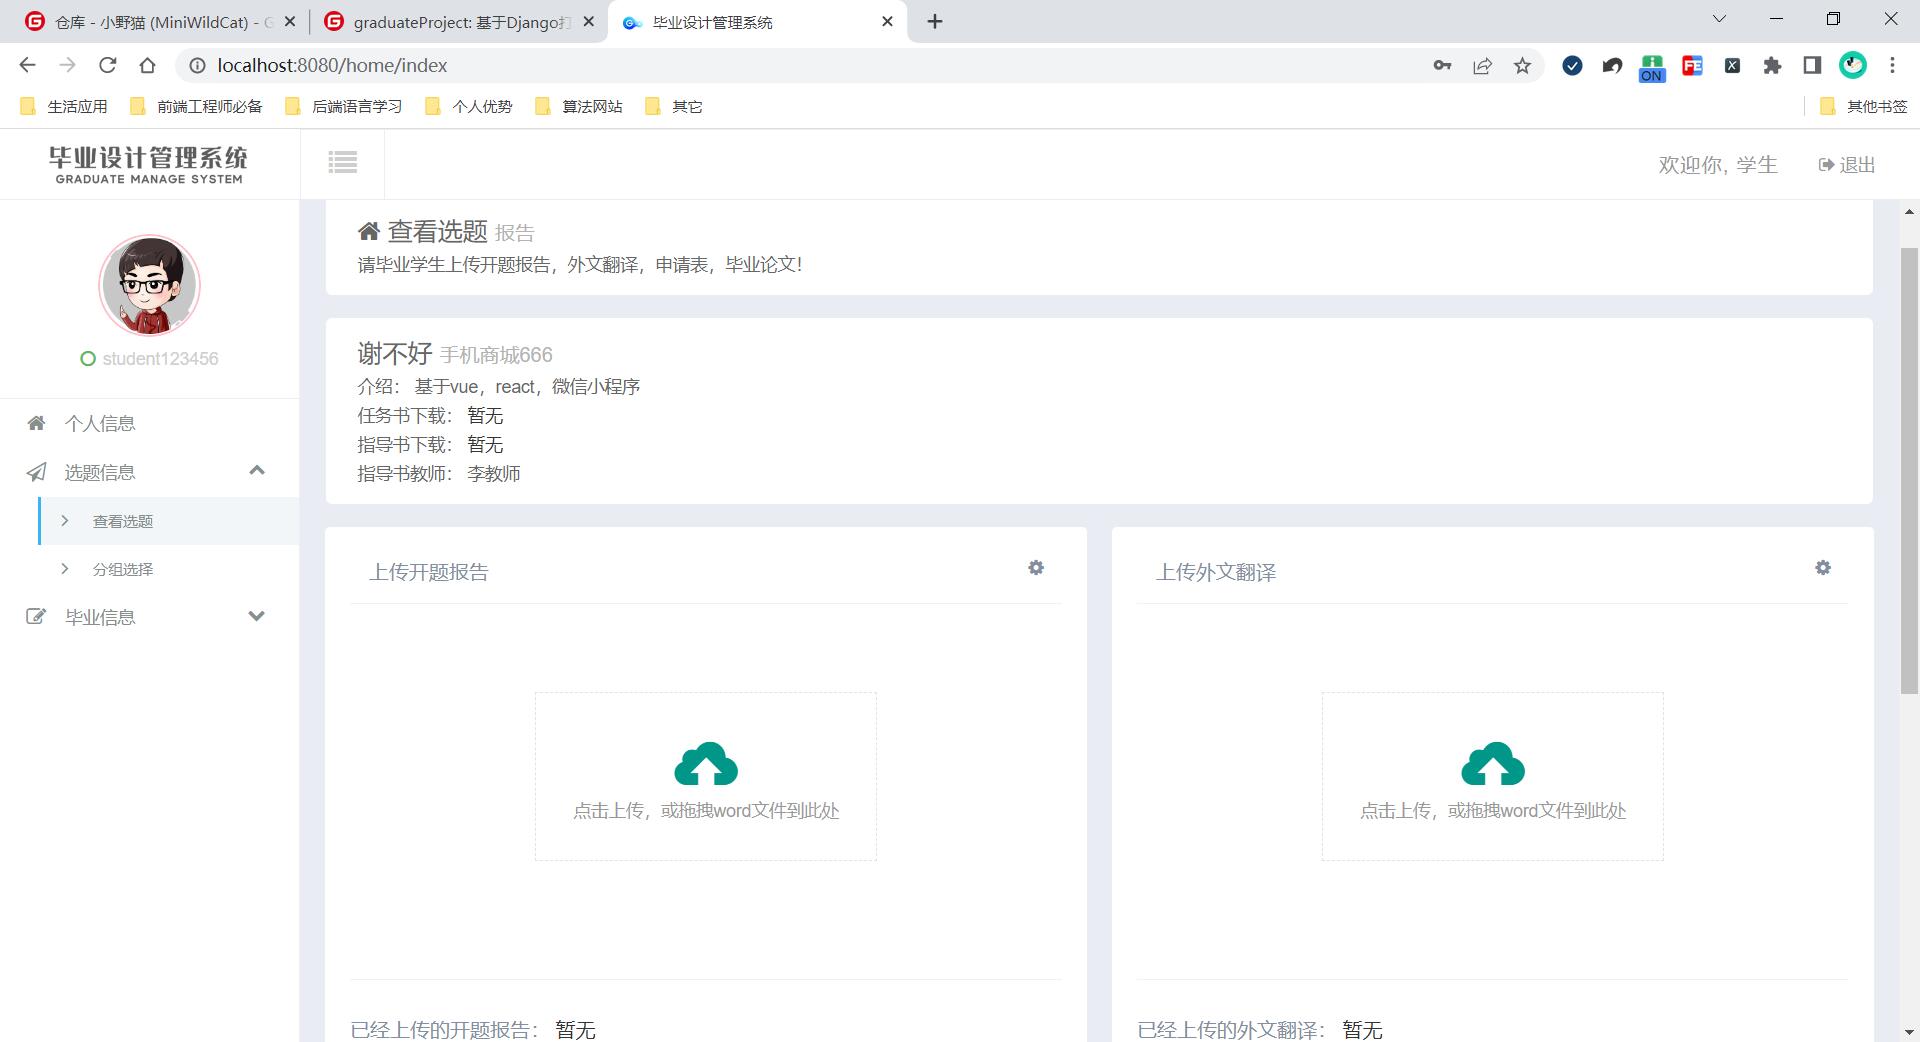 仓库 - 小野猫 (MiniWildCat) - G
graduateProject: 基于Django打
毕业设计管理系统
localhost:8080/home/index
ON
FE
X
生活应用
前端工程师必备
后端语言学习
个人优势
算法网站
其它
其他书签
毕业设计管理系统
GRADUATE MANAGE SYSTEM
欢迎你, 学生
退出
student123456
个人信息
选题信息
查看选题
分组选择
毕业信息
查看选题 报告
请毕业学生上传开题报告，外文翻译，申请表，毕业论文！
谢不好 手机商城666
介绍： 基于vue，react，微信小程序
任务书下载： 暂无
指导书下载： 暂无
指导书教师： 李教师
上传开题报告
点击上传，或拖拽word文件到此处
已经上传的开题报告： 暂无
上传外文翻译
点击上传，或拖拽word文件到此处
已经上传的外文翻译： 暂无